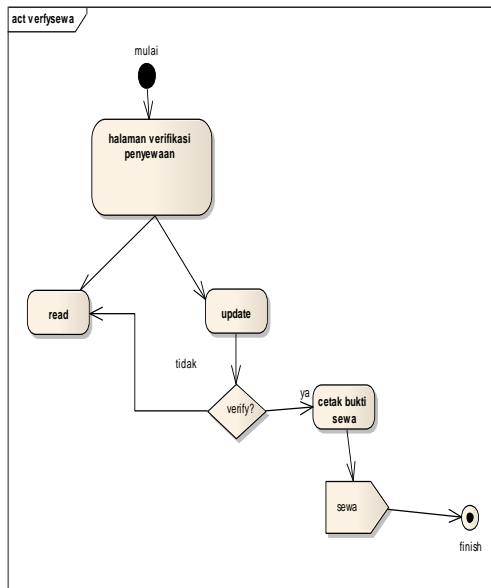 act verfysewa
mulai
halaman verifikasi
penyewaan
read
update
tidak
verify?
ya
cetak bukti
sewa
sewa
finish